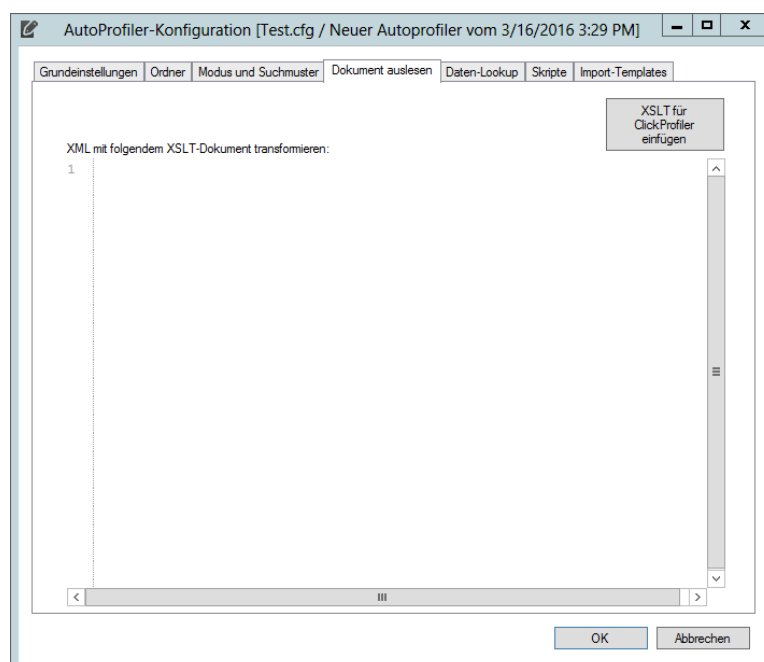 AutoProfiler-Konfiguration [Test.cfg / Neuer Autoprofiler vom 3/16/2016 3:29 PM]
Grundeinstellungen Ordner Modus und Suchmuster Dokument auslesen Daten-Lookup Skripte Import-Templates
XSLT für
ClickProfiler
einfügen
XML mit folgendem XSLT-Dokument transformieren:
1
OK Abbrechen